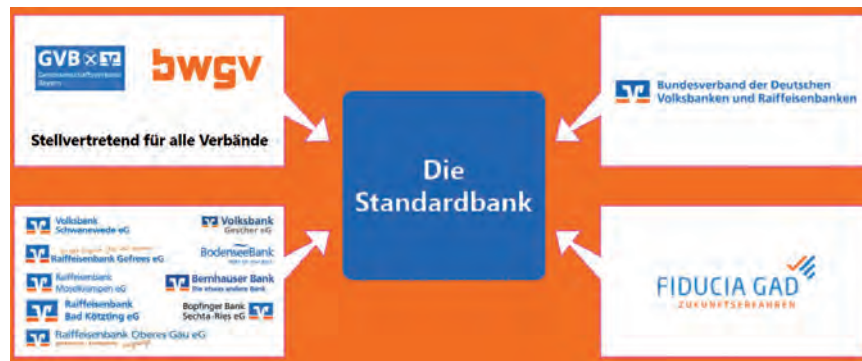 GVB
Genossenschaftsverband
Bayern
bwgv
Stellvertretend für alle Verbände
Bundesverband der Deutschen
Volksbanken und Raiffeisenbanken
Die
Standardbank
Volksbank
Schwanewede eG
Volksbank
Gescher eG
Raiffeisenbank Gefrees eG
BodenseeBank
Raiffeisenbank
eG
Bernhauser Bank
Die etwas andere Bank
Raiffeisenbank
Bad Kötzting eG
Bopfinger Bank
Sechta-Ries eG
Raiffeisenbank Oberes Gäu eG
FIDUCIA GAD
ZUKUNFTSERFAHREN